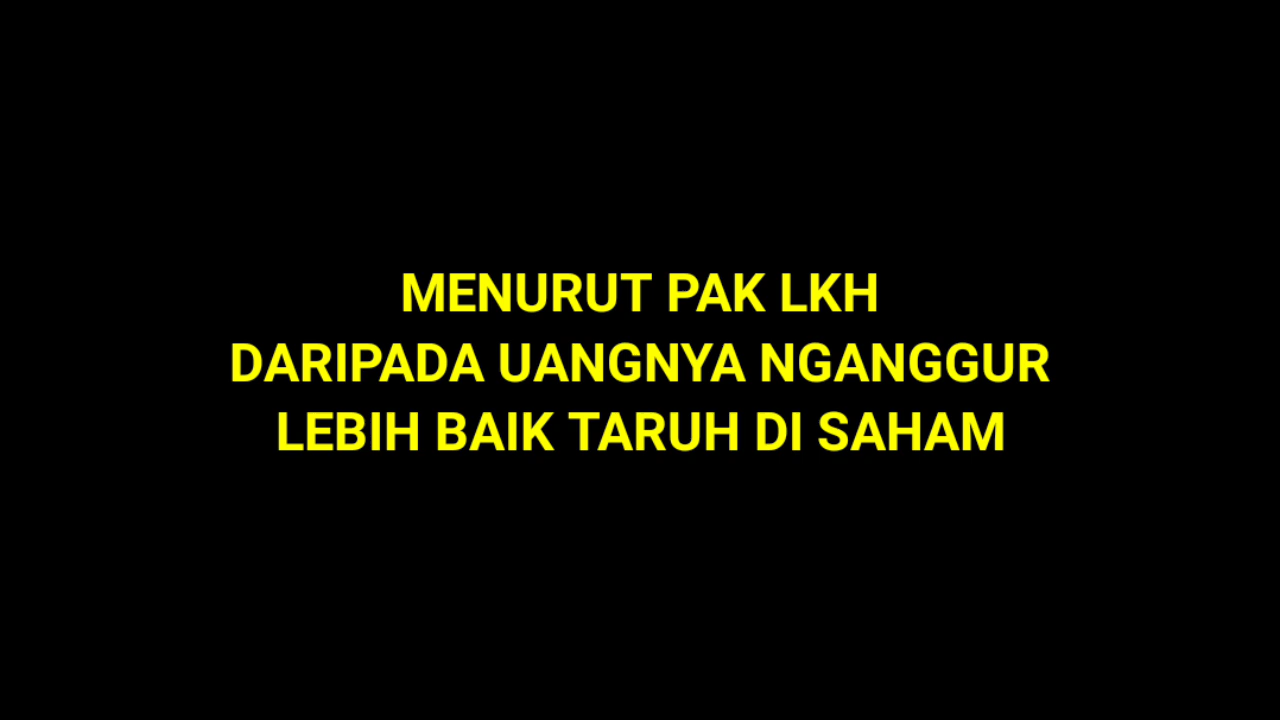 MENURUT PAK LKH
DARIPADA UANGNYA NGANGGUR
LEBIH BAIK TARUH DI SAHAM